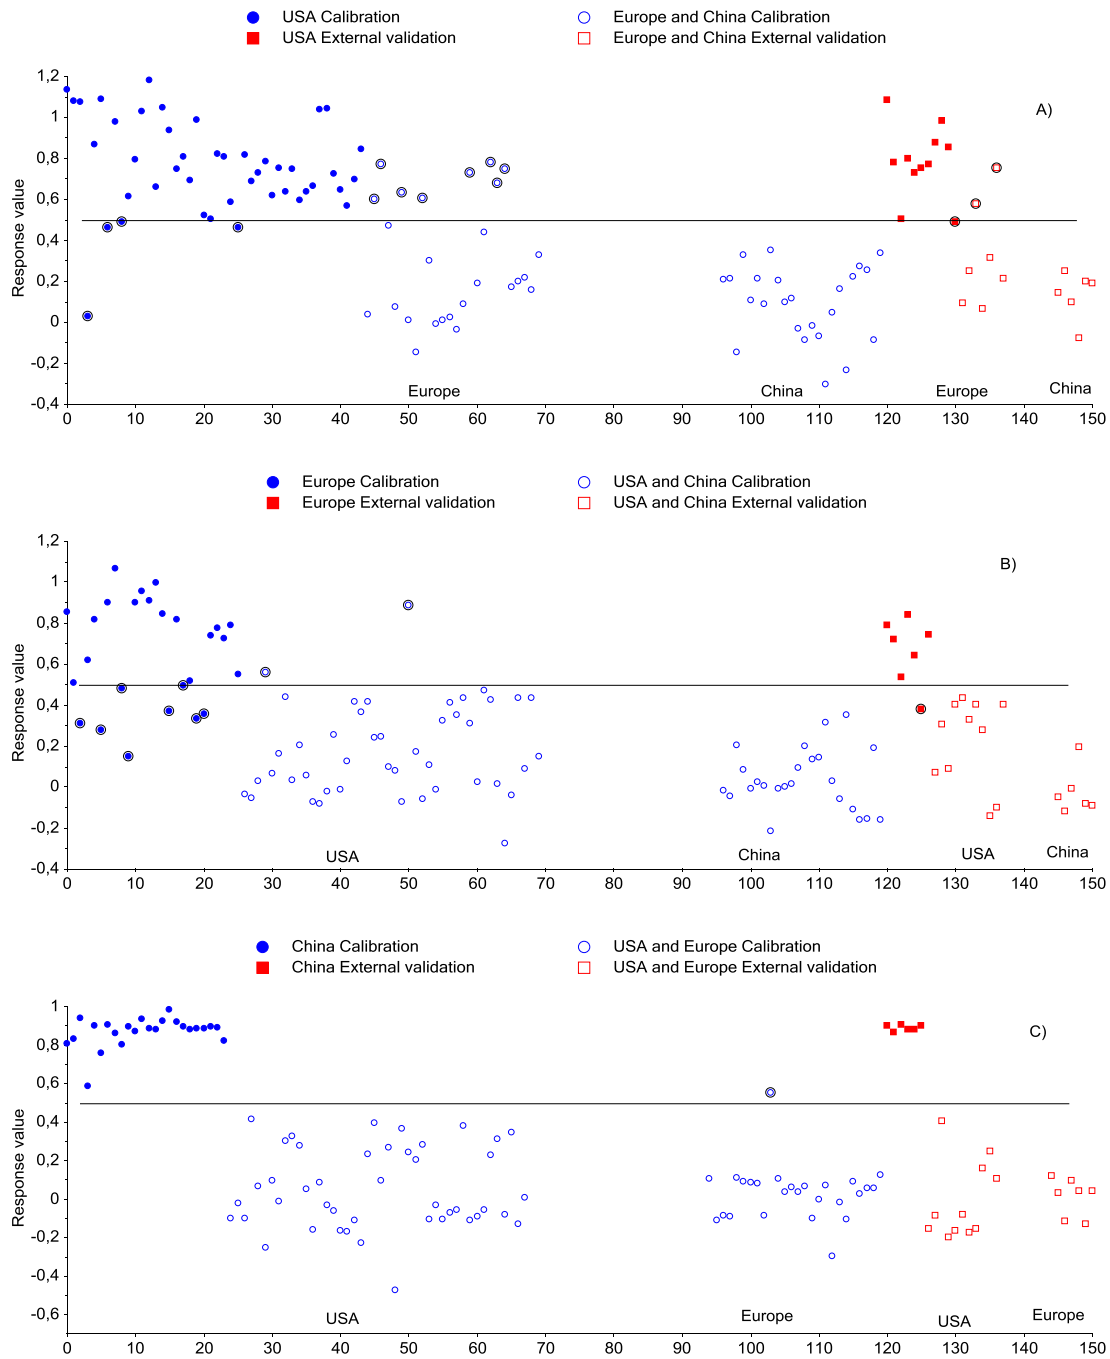 USA Calibration Europe and China Calibration
USA External validation Europe and China External validation
1,2
1
0,8
0,6
0,4
0,2
0
-0,2
-0,4
Response value
A)
Europe China Europe China
0 10 20 30 40 50 60 70 80 90 100 110 120 130 140 150
Europe Calibration USA and China Calibration
Europe External validation USA and China External validation
1,2
1
0,8
0,6
0,4
0,2
0
-0,2
-0,4
Response value
B)
USA China USA China
0 10 20 30 40 50 60 70 80 90 100 110 120 130 140 150
China Calibration USA and Europe Calibration
China External validation USA and Europe External validation
1
0,8
0,6
0,4
0,2
0
-0,2
-0,4
-0,6
Response value
C)
USA Europe USA Europe
0 10 20 30 40 50 60 70 80 90 100 110 120 130 140 150